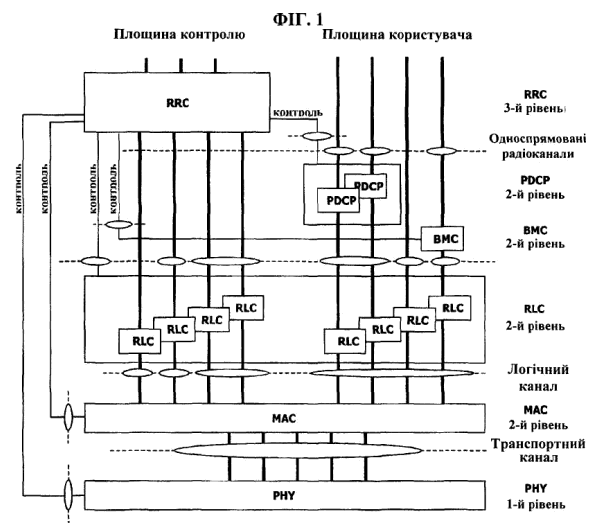 ФІГ. 1
Площина контролю
Площина користувача
RRC
RRC
3-й рівень
контроль
Односпрямовані
радіоканали
контроль
контроль
контроль
контроль
PDCP
PDCP
PDCP
2-й рівень
BMC
BMC
2-й рівень
RLC
RLC
RLC
RLC
RLC
RLC
RLC
RLC
RLC
2-й рівень
Логічний
канал
MAC
MAC
2-й рівень
Транспортний
канал
PHY
PHY
1-й рівень